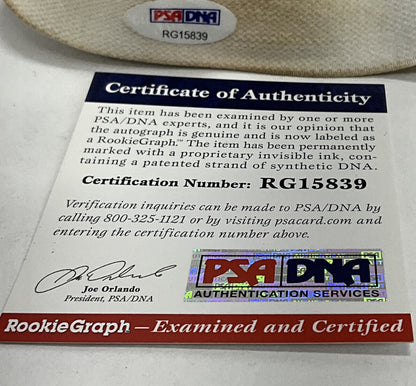 PSA DNA
RG15839
Certificate of Authenticity
This item has been examined by one or more
PSA/DNA experts, and it is our opinion that
the autograph is genuine and is now labeled as
a RookieGraph.™ The item has been permanently
marked with a proprietary invisible ink, con-
taining a patented strand of synthetic DNA.
Certification Number: RG15839
Verification inquiries can be made to PSA/DNA by
calling 800-325-1121 or by visiting psacard.com and
entering the certification number above.
Joe Orlando
President, PSA/DNA
PSA DNA
AUTHENTICATION SERVICES
RookieGraph – Examined and Certified